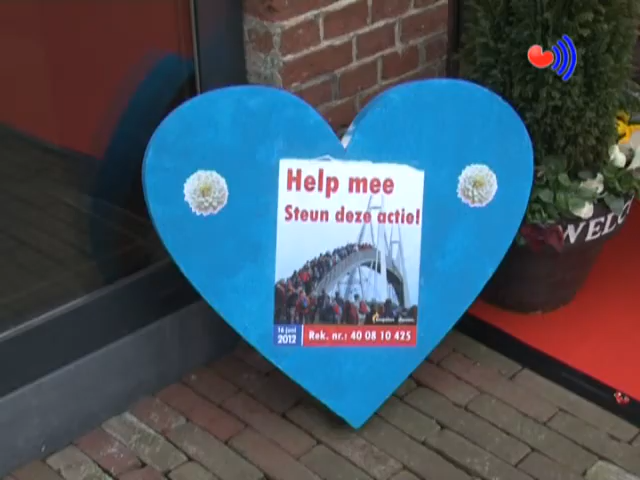 Help mee
Steun deze actie!
16 juni
2012
Rek. nr.: 40 08 10 425
WELC